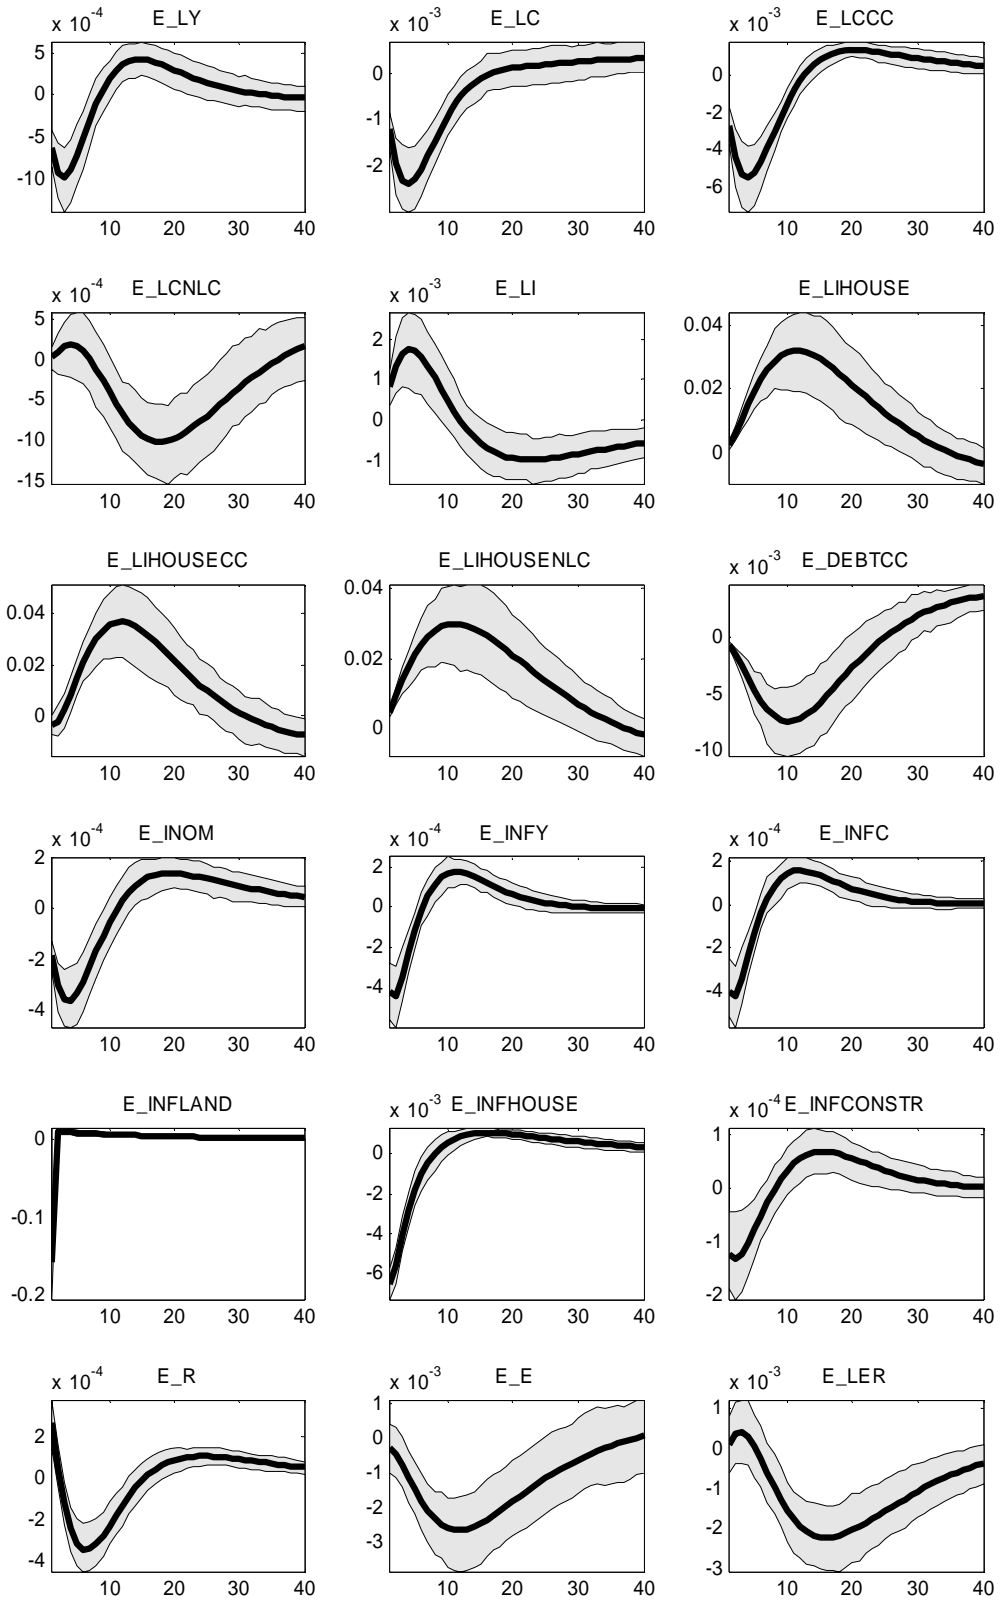 E_LY E_LC E_LCCC
x 10^-4 x 10^-3 x 10^-3
5 0 -5 -10
0 -1 -2
0 -2 -4 -6
10 20 30 40 10 20 30 40 10 20 30 40
E_LCNLC E_LI E_LIHOUSE
x 10^-4 x 10^-3
5 0 -5 -10 -15
2 1 0 -1
0.04 0.02 0
10 20 30 40 10 20 30 40 10 20 30 40
E_LIHOUSECC E_LIHOUSENLC x 10^-3 E_DEBTCC
0.04 0.02 0
0.04 0.02 0
0 -5 -10
10 20 30 40 10 20 30 40 10 20 30 40
x 10^-4 E_INOM x 10^-4 E_INFY x 10^-4 E_INFC
2 0 -2 -4
2 0 -2 -4
2 0 -2 -4
10 20 30 40 10 20 30 40 10 20 30 40
E_INFLAND x 10^-3 E_INFHOUSE x 10^-4 E_INFCONSTR
0 -0.1 -0.2
0 -2 -4 -6
1 0 -1 -2
10 20 30 40 10 20 30 40 10 20 30 40
E_R E_E E_LER
x 10^-4 x 10^-3 x 10^-3
2 0 -2 -4
1 0 -1 -2 -3
1 0 -1 -2 -3
10 20 30 40 10 20 30 40 10 20 30 40